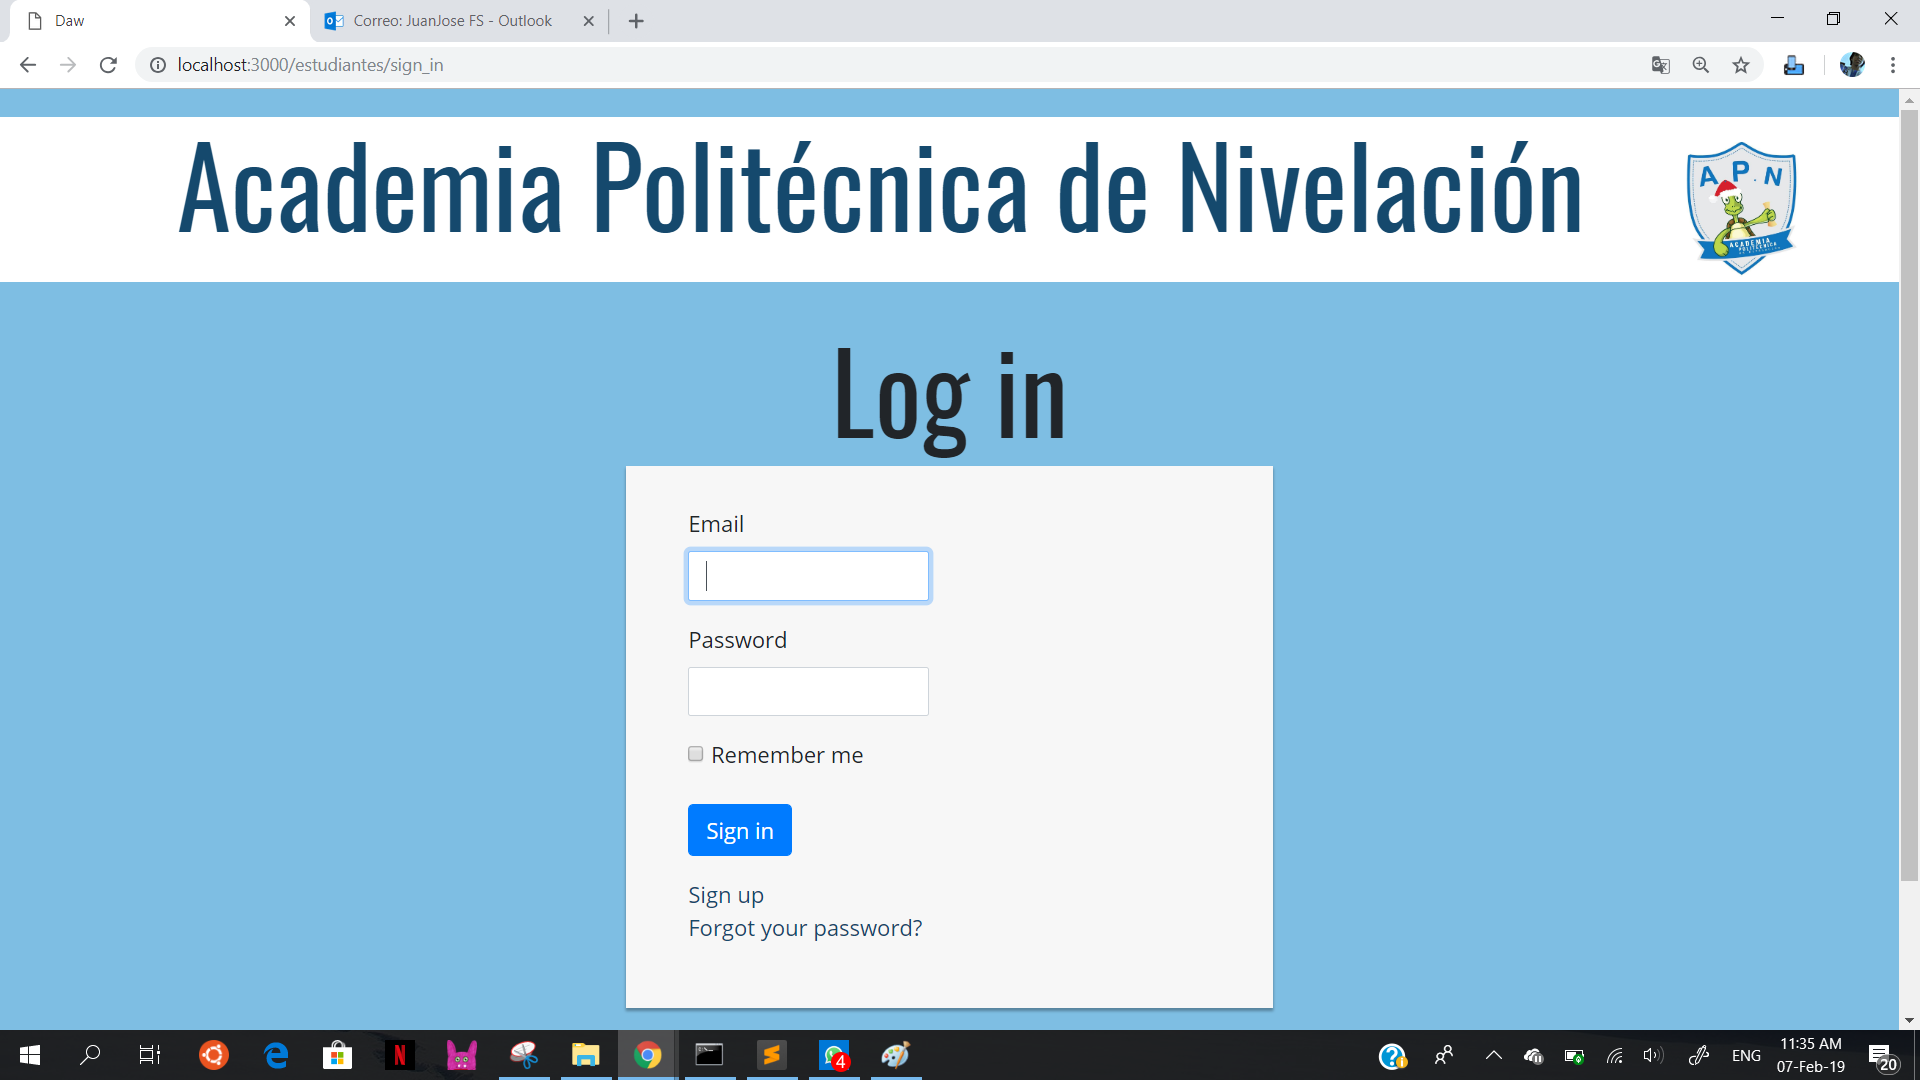 Daw
Correo: JuanJose FS - Outlook
localhost:3000/estudiantes/sign_in
Academia Politécnica de Nivelación
A P. N
ACADEMIA
POLITÉCNICA
Log in
Email
Password
Remember me
Sign in
Sign up
Forgot your password?
N
4
ENG
11:35 AM
07-Feb-19
20